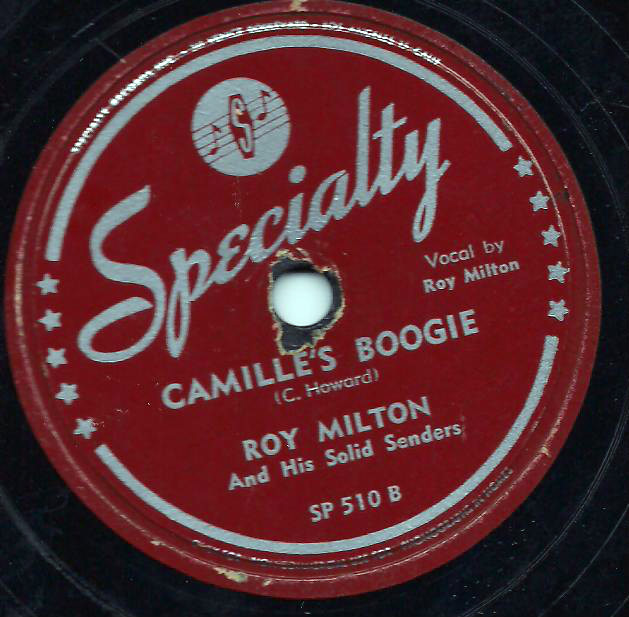 S
Specialty
Vocal by
Roy Milton
CAMILLE'S BOOGIE
(C. Howard)
ROY MILTON
And His Solid Senders
SP 510 B